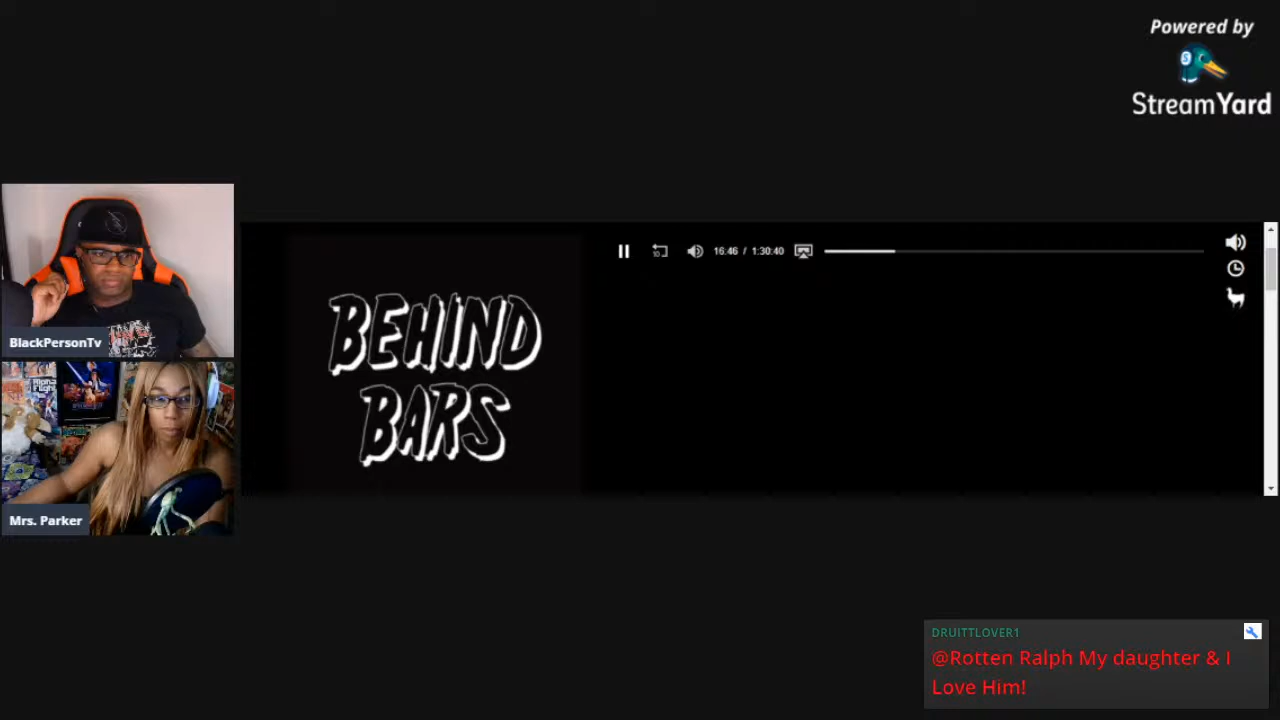 Powered by
StreamYard
BlackPersonTv
Mrs. Parker
16:46 / 1:30:40
BEHIND
BARS
DRUITTLOVER1
@Rotten Ralph My daughter & I
Love Him!